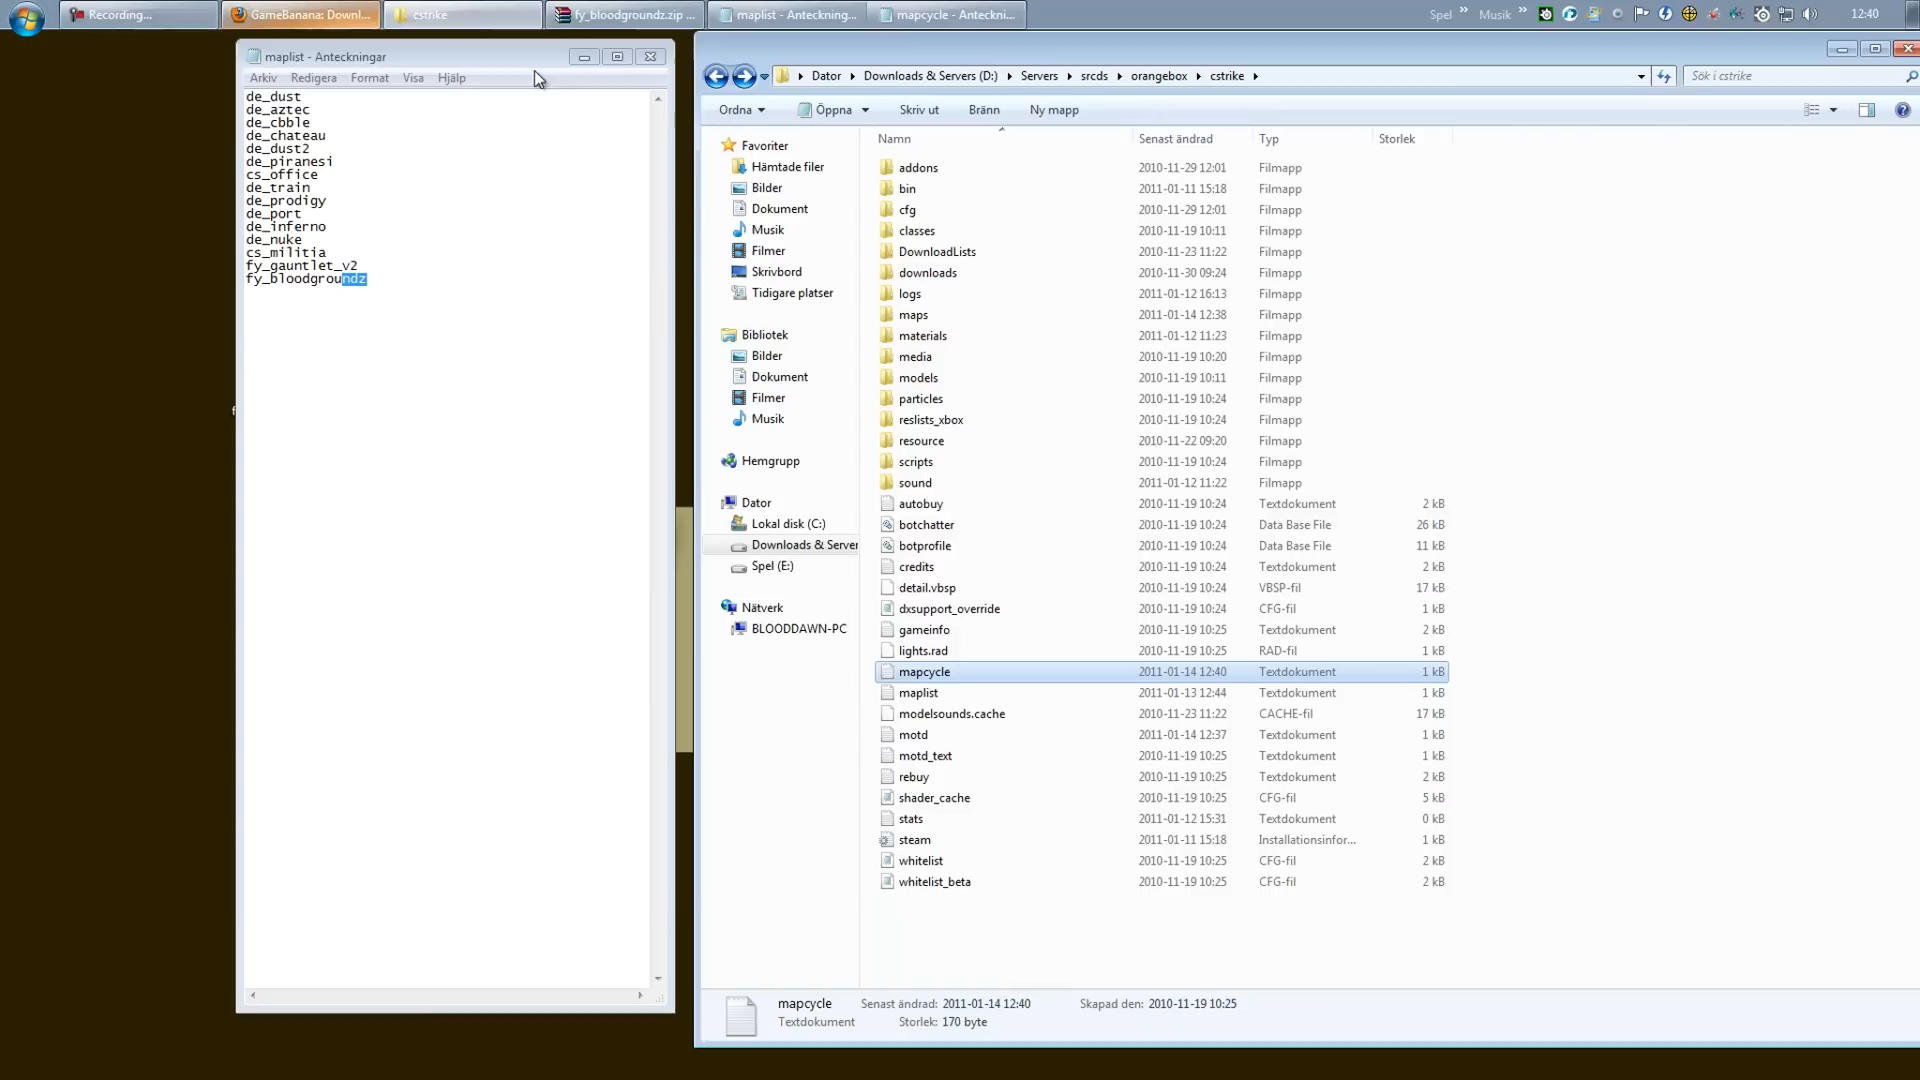 Recording...
GameBanana: Downl...
cstrike
fy_bloodgroundz.zip ...
maplist - Anteckning...
mapcycle - Anteckni...
Spel
»
Musik
»
12:40
maplist - Anteckningar
Arkiv Redigera Format Visa Hjälp
de_dust
de_aztec
de_cbble
de_chateau
de_dust2
de_piranesi
cs_office
de_train
de_prodigy
de_port
de_inferno
de_nuke
cs_militia
fy_gauntlet_v2
fy_bloodgroundz
Dator Downloads & Servers (D:) Servers srcds orangebox cstrike
Sök i cstrike
Ordna Öppna Skriv ut Bränn Ny mapp
Favoriter
Hämtade filer
Bilder
Dokument
Musik
Filmer
Skrivbord
Tidigare platser
Bibliotek
Bilder
Dokument
Filmer
Musik
Hemgrupp
Dator
Lokal disk (C:)
Downloads & Server
Spel (E:)
Nätverk
BLOODDAWN-PC
Namn Senast ändrad Typ Storlek
addons 2010-11-29 12:01 Filmapp
bin 2011-01-11 15:18 Filmapp
cfg 2010-11-29 12:01 Filmapp
classes 2010-11-19 10:11 Filmapp
DownloadLists 2010-11-23 11:22 Filmapp
downloads 2010-11-30 09:24 Filmapp
logs 2011-01-12 16:13 Filmapp
maps 2011-01-14 12:38 Filmapp
materials 2011-01-12 11:23 Filmapp
media 2010-11-19 10:20 Filmapp
models 2010-11-19 10:11 Filmapp
particles 2010-11-19 10:24 Filmapp
reslists_xbox 2010-11-19 10:24 Filmapp
resource 2010-11-22 09:20 Filmapp
scripts 2010-11-19 10:24 Filmapp
sound 2011-01-12 11:22 Filmapp
autobuy 2010-11-19 10:24 Textdokument 2 kB
botchatter 2010-11-19 10:24 Data Base File 26 kB
botprofile 2010-11-19 10:24 Data Base File 11 kB
credits 2010-11-19 10:24 Textdokument 2 kB
detail.vbsp 2010-11-19 10:24 VBSP-fil 17 kB
dxsupport_override 2010-11-19 10:24 CFG-fil 1 kB
gameinfo 2010-11-19 10:25 Textdokument 2 kB
lights.rad 2010-11-19 10:25 RAD-fil 1 kB
mapcycle 2011-01-14 12:40 Textdokument 1 kB
maplist 2011-01-13 12:44 Textdokument 1 kB
modelsounds.cache 2010-11-23 11:22 CACHE-fil 17 kB
motd 2011-01-14 12:37 Textdokument 1 kB
motd_text 2010-11-19 10:25 Textdokument 1 kB
rebuy 2010-11-19 10:25 Textdokument 2 kB
shader_cache 2010-11-19 10:25 CFG-fil 5 kB
stats 2011-01-12 15:31 Textdokument 0 kB
steam 2011-01-11 15:18 Installationsinfor... 1 kB
whitelist 2010-11-19 10:25 CFG-fil 2 kB
whitelist_beta 2010-11-19 10:25 CFG-fil 2 kB
mapcycle Senast ändrad: 2011-01-14 12:40 Skapad den: 2010-11-19 10:25
Textdokument Storlek: 170 byte